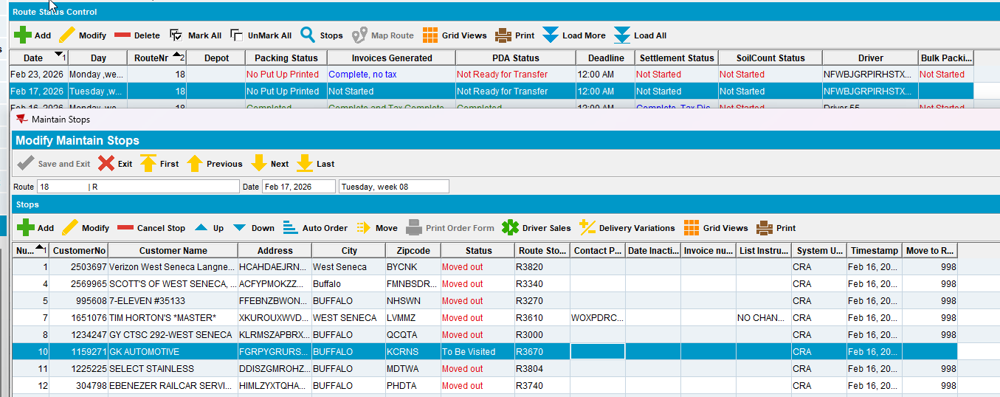 Route Status Control
Add Modify Delete Mark All UnMark All Stops Map Route Grid Views Print Load More Load All
Date 1 Day RouteNr 2 Depot Packing Status Invoices Generated PDA Status Deadline Settlement Status SoilCount Status Driver Bulk Packi...
Feb 23, 2026 Monday ,we... 18 No Put Up Printed Complete, no tax Not Ready for Transfer 12:00 AM Not Started Not Started NFWBJGRPIRHSTX... Not Started
Feb 17, 2026 Tuesday ,w... 18 No Put Up Printed Not Started Not Ready for Transfer 12:00 AM Not Started Not Started NFWBJGRPIRHSTX...
Feb 16, 2026 Monday ,we... 18 Completed Complete and Tax Complete Completed 12:00 AM Complete, Tax Dis... Not Started Driver 55 Not Started
Maintain Stops
Modify Maintain Stops
Save and Exit Exit First Previous Next Last
Route 18 | R Date Feb 17, 2026 Tuesday, week 08
Stops
Add Modify Cancel Stop Up Down Auto Order Move Print Order Form Driver Sales Delivery Variations Grid Views Print
Nu... 1 CustomerNo Customer Name Address City Zipcode Status Route Sto... Contact P... Date Inacti... Invoice nu... List Instru... System U... Timestamp Move to R...
1 2503697 Verizon West Seneca Langne... HCAHDAEJRN... West Seneca BYCNK Moved out R3820 CRA Feb 16, 20... 998
4 2569965 SCOTT'S OF WEST SENECA, ... ACFYPMOKZZ... Buffalo FMNBSDR... Moved out R3340 CRA Feb 16, 20... 998
5 995608 7-ELEVEN #35133 FFEBNZBWON... BUFFALO NHSWN Moved out R3270 CRA Feb 16, 20... 998
7 1651076 TIM HORTON'S *MASTER* XKUROUXWVD... WEST SENECA LVMMZ Moved out R3610 WOXPDRC... NO CHAN... CRA Feb 16, 20... 998
8 1234247 GY CTSC 292-WEST SENECA KLRMSZAPBRX... BUFFALO QCQTA Moved out R3000 CRA Feb 16, 20... 998
10 1159271 GK AUTOMOTIVE FGRPYGRURS... BUFFALO KCRNS To Be Visited R3670 CRA Feb 16, 20...
11 1225225 SELECT STAINLESS DDISZGMROHZ... BUFFALO MDTWA Moved out R3804 CRA Feb 16, 20... 998
12 304798 EBENEZER RAILCAR SERVI... HIMLZYXTQHA... BUFFALO PHDTA Moved out R3740 CRA Feb 16, 20... 998